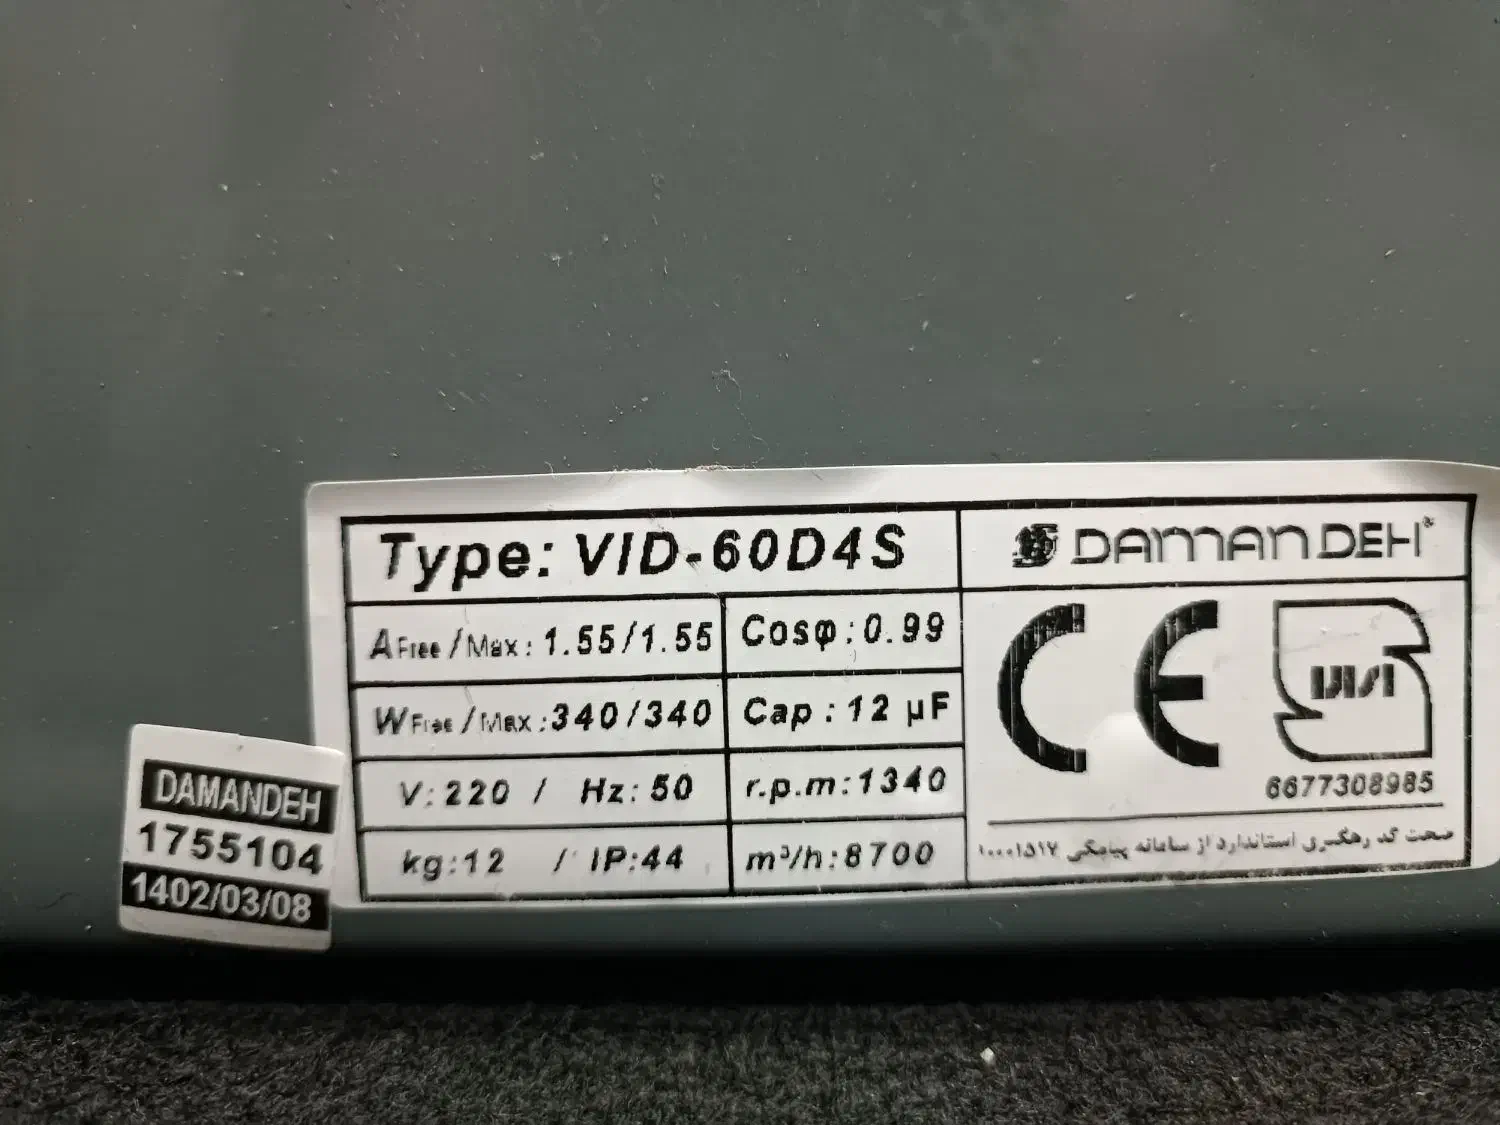 Type: VID-60D4S
DAMANDEH®
A Free / Max : 1.55/1.55
Cosφ : 0.99
W Free / Max : 340/340
Cap : 12 µF
V: 220 / Hz: 50
r.p.m: 1340
kg: 12 / IP: 44
m³/h: 8700
CE
6677308985
صحت کد رهگیری استاندارد از سامانه پیامکی ۱۰۰۰۱۵۱۷
DAMANDEH
1755104
1402/03/08